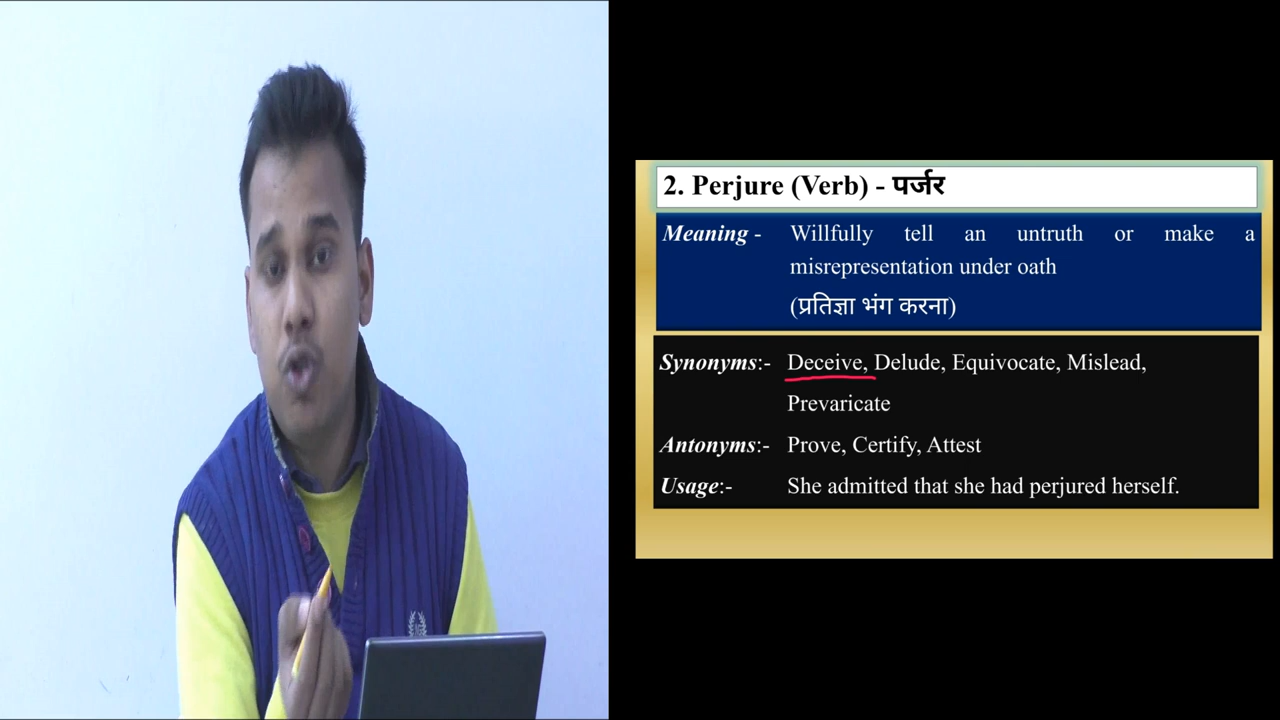 2. Perjure (Verb) - पर्जर
Meaning - Willfully tell an untruth or make a
misrepresentation under oath
(प्रतिज्ञा भंग करना)
Synonyms:- Deceive, Delude, Equivocate, Mislead,
Prevaricate
Antonyms:- Prove, Certify, Attest
Usage:- She admitted that she had perjured herself.